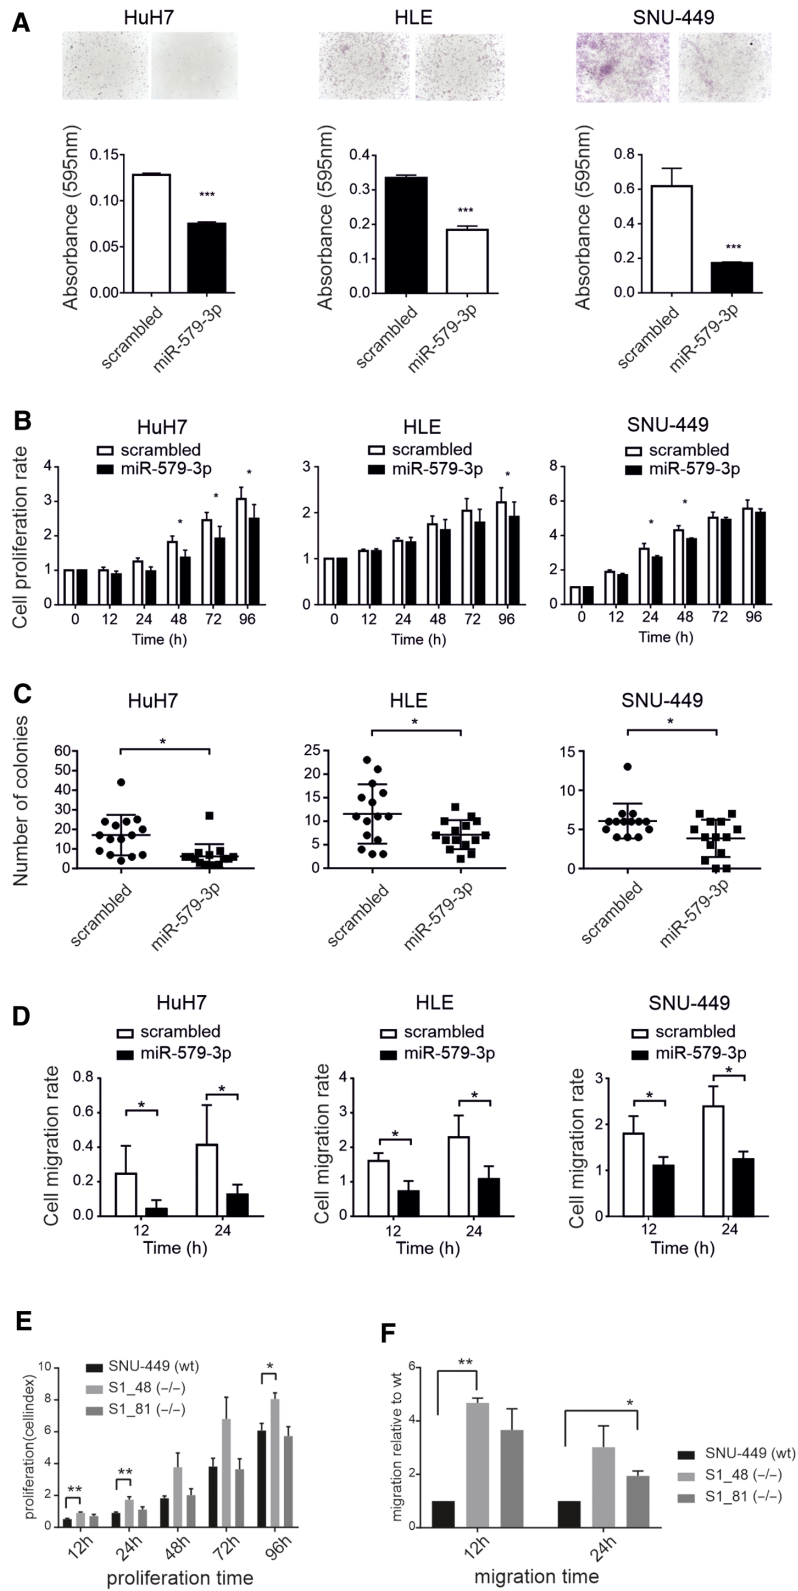 A
HuH7
HLE
SNU-449
Absorbance (595nm)
0.15
0.10
0.05
0.00
***
scrambled
miR-579-3p
Absorbance (595nm)
0.4
0.3
0.2
0.1
0.0
***
scrambled
miR-579-3p
Absorbance (595nm)
0.8
0.6
0.4
0.2
0.0
***
scrambled
miR-579-3p
B
Cell proliferation rate
HuH7
scrambled
miR-579-3p
4
3
2
1
0
* * *
0 12 24 48 72 96
Time (h)
HLE
scrambled
miR-579-3p
3
2
1
0
*
0 12 24 48 72 96
Time (h)
SNU-449
scrambled
miR-579-3p
8
6
4
2
0
* *
0 12 24 48 72 96
Time (h)
C
Number of colonies
HuH7
60
50
40
30
20
10
0
*
scrambled
miR-579-3p
HLE
25
20
15
10
5
0
*
scrambled
miR-579-3p
SNU-449
15
10
5
0
*
scrambled
miR-579-3p
D
HuH7
scrambled
miR-579-3p
Cell migration rate
0.8
0.6
0.4
0.2
0.0
* *
12 24
Time (h)
HLE
scrambled
miR-579-3p
Cell migration rate
4
3
2
1
0
* *
12 24
Time (h)
SNU-449
scrambled
miR-579-3p
Cell migration rate
3
2
1
0
* *
12 24
Time (h)
E
proliferation(cellindex)
SNU-449 (wt)
S1_48 (–/–)
S1_81 (–/–)
10
8
6
4
2
0
** ** *
12h 24h 48h 72h 96h
proliferation time
F
migration relative to wt
6
4
2
0
** *
12h 24h
migration time
SNU-449 (wt)
S1_48 (–/–)
S1_81 (–/–)